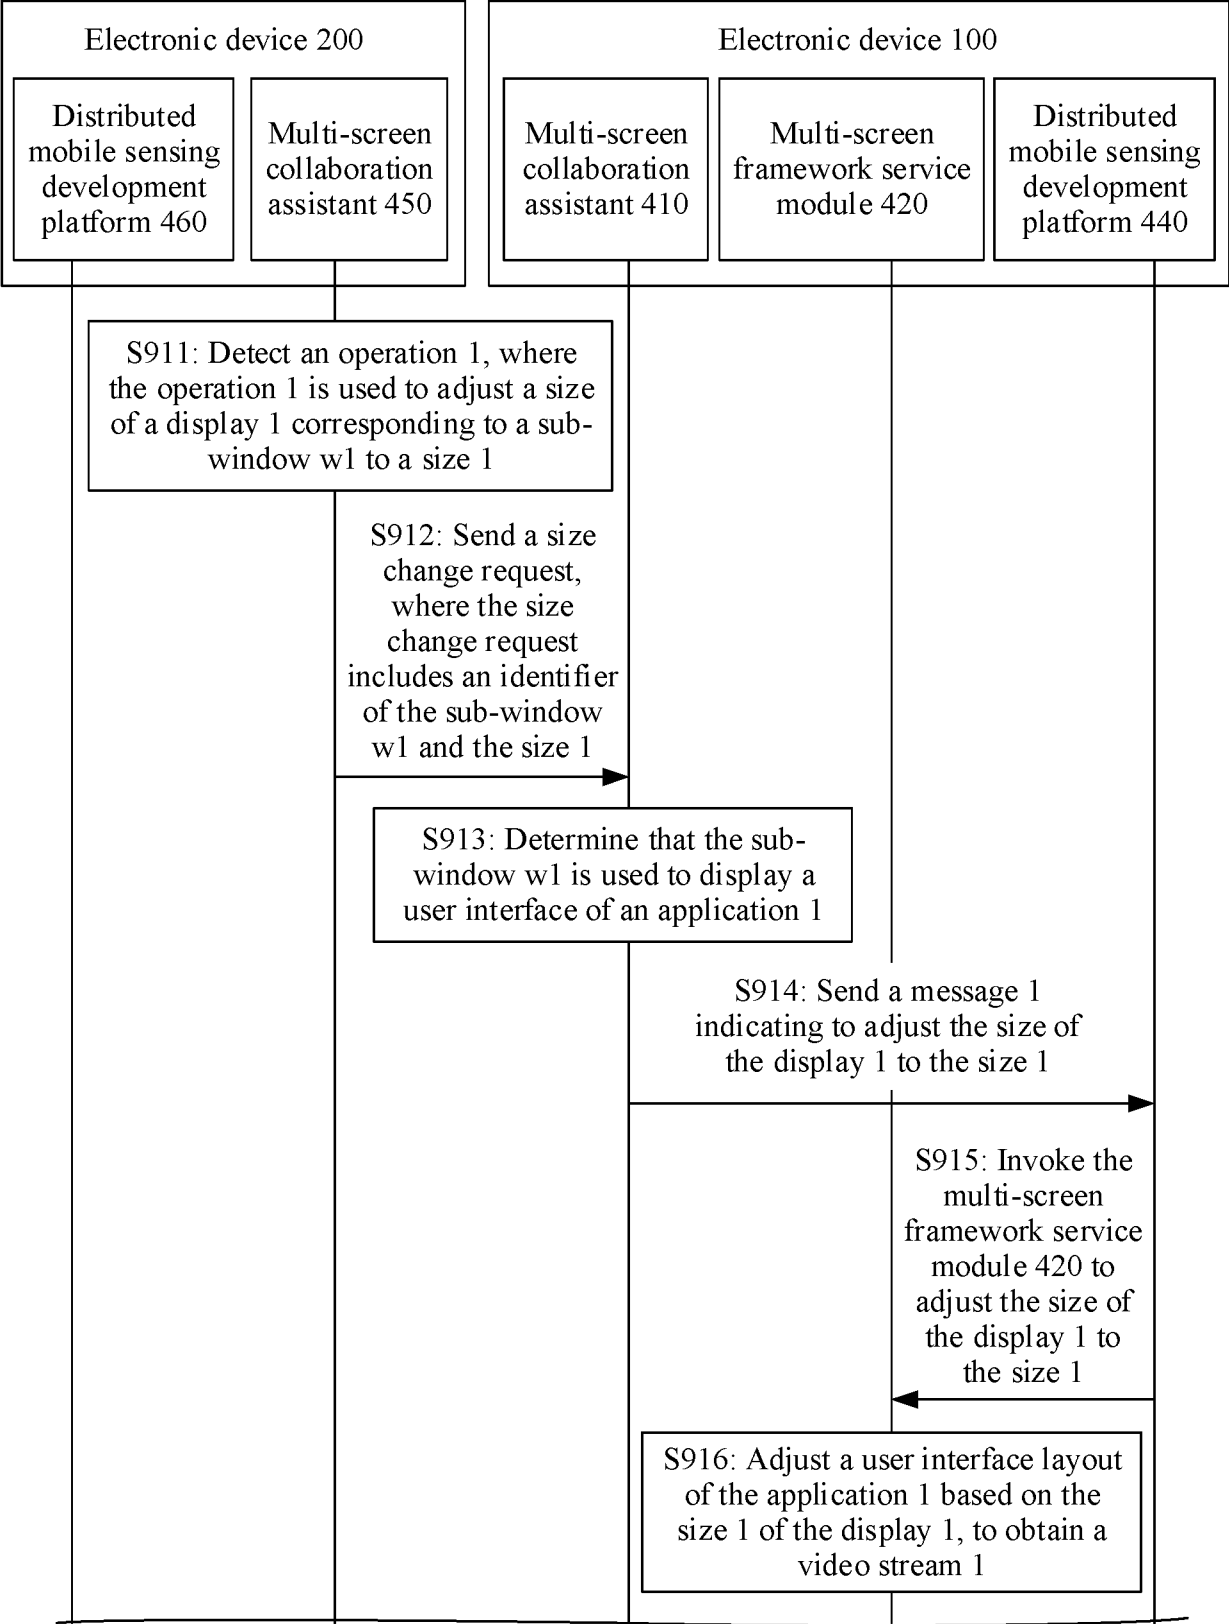 Electronic device 200
Electronic device 100
Distributed
mobile sensing
development
platform 460
Multi-screen
collaboration
assistant 450
Multi-screen
collaboration
assistant 410
Multi-screen
framework service
module 420
Distributed
mobile sensing
development
platform 440
S911: Detect an operation 1, where
the operation 1 is used to adjust a size
of a display 1 corresponding to a sub-
window w1 to a size 1
S912: Send a size
change request,
where the size
change request
includes an identifier
of the sub-window
w1 and the size 1
S913: Determine that the sub-
window w1 is used to display a
user interface of an application 1
S914: Send a message 1
indicating to adjust the size of
the display 1 to the size 1
S915: Invoke the
multi-screen
framework service
module 420 to
adjust the size of
the display 1 to
the size 1
S916: Adjust a user interface layout
of the application 1 based on the
size 1 of the display 1, to obtain a
video stream 1